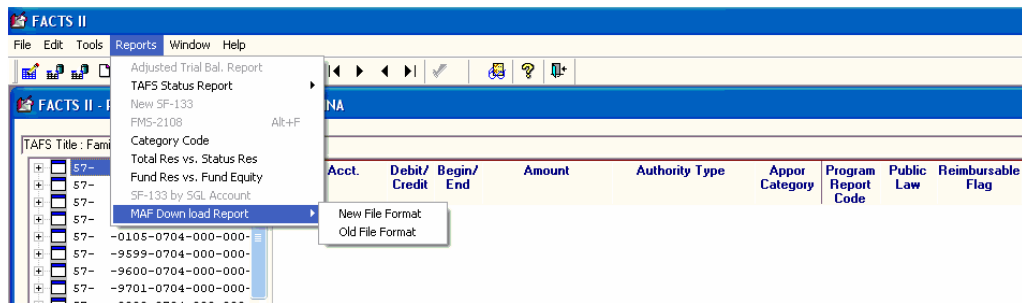 FACTS II
File Edit Tools Reports Window Help
Adjusted Trial Bal. Report
TAFS Status Report
New SF-133
FMS-2108 Alt+F
Category Code
Total Res vs. Status Res
Fund Res vs. Fund Equity
SF-133 by SGL Account
MAF Down load Report
New File Format
Old File Format
FACTS II - NA
TAFS Title : Fami
Acct. Debit/ Credit Begin/ End Amount Authority Type Appor Category Program Report Code Public Law Reimbursable Flag
57-
57-
57-
57-
57- -0105-0704-000-000-
57- -9599-0704-000-000-
57- -9600-0704-000-000-
57- -9701-0704-000-000-